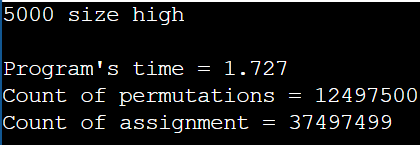 5000 size high
Program's time = 1.727
Count of permutations = 12497500
Count of assignment = 37497499